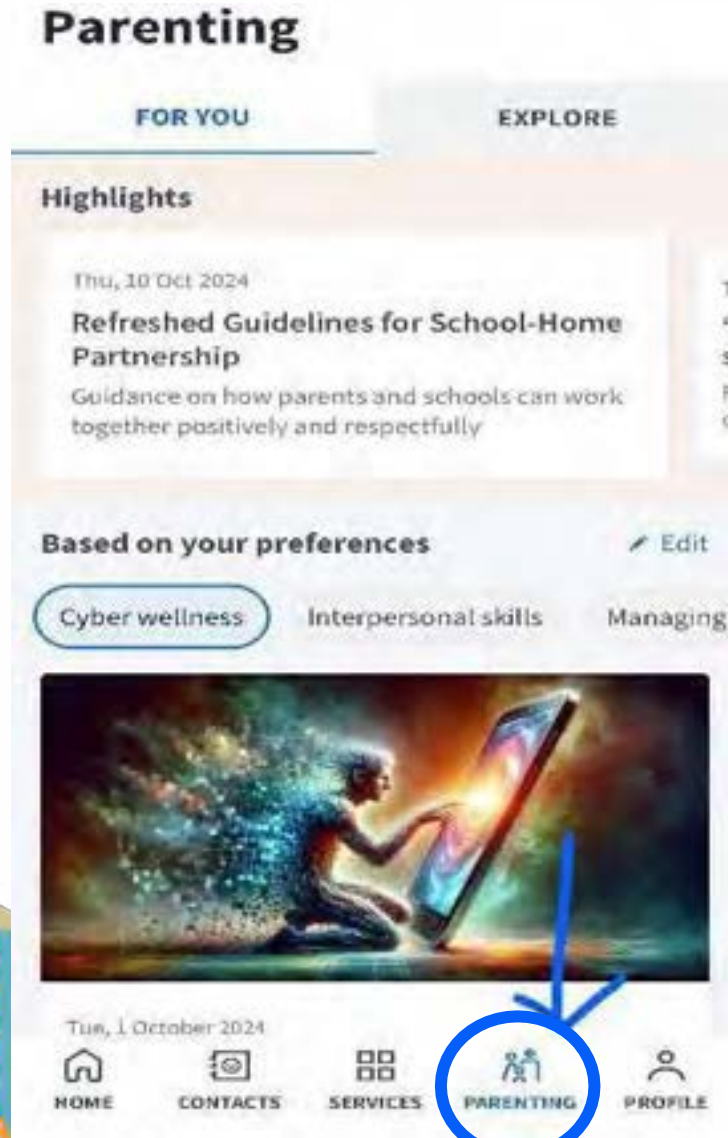 Parenting
FOR YOU
EXPLORE
Highlights
Thu, 10 Oct 2024
Refreshed Guidelines for School-Home
Partnership
Guidance on how parents and schools can work
together positively and respectfully
Based on your preferences
Edit
Cyber wellness
Interpersonal skills
Managing
Tue, 1 October 2024
HOME
CONTACTS
SERVICES
PARENTING
PROFILE